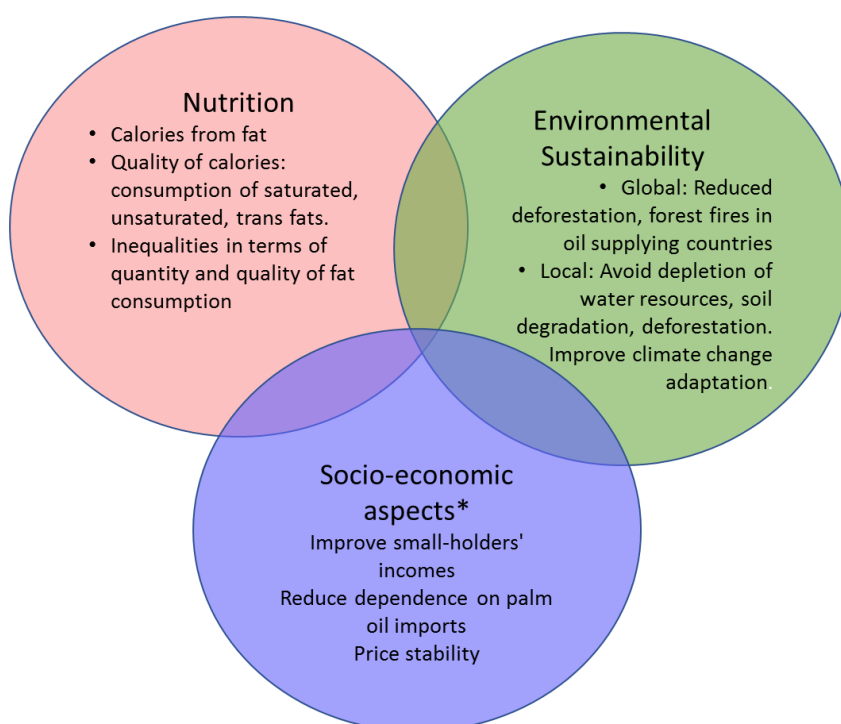 Nutrition
• Calories from fat
• Quality of calories:
consumption of saturated,
unsaturated, trans fats.
• Inequalities in terms of
quantity and quality of fat
consumption
Environmental
Sustainability
• Global: Reduced
deforestation, forest fires in
oil supplying countries
• Local: Avoid depletion of
water resources, soil
degradation, deforestation.
Improve climate change
adaptation.
Socio-economic
aspects*
Improve small-holders'
incomes
Reduce dependence on palm
oil imports
Price stability